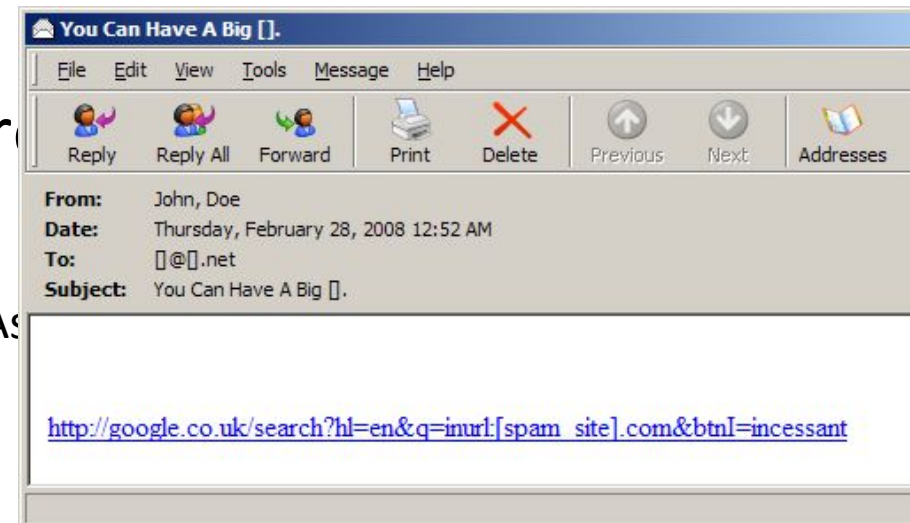 You Can Have A Big [].
File Edit View Tools Message Help
Reply Reply All Forward Print Delete Previous Next Addresses
From: John, Doe
Date: Thursday, February 28, 2008 12:52 AM
To: []@[].net
Subject: You Can Have A Big [].
As
http://google.co.uk/search?hl=en&q=inurl:[spam_site].com&btnI=incessant